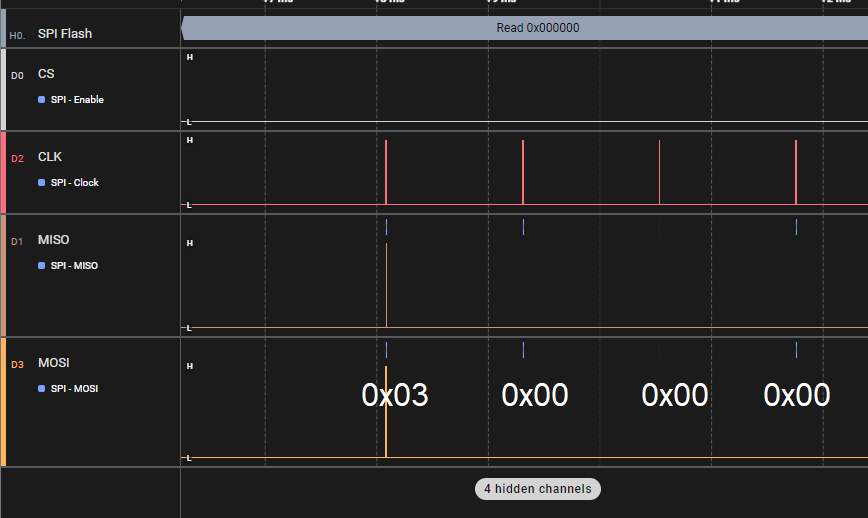 H0. SPI Flash
Read 0x000000
D0 CS
SPI - Enable
H
L
D2 CLK
SPI - Clock
H
L
D1 MISO
SPI - MISO
H
L
D3 MOSI
SPI - MOSI
H
L
0x03 0x00 0x00 0x00
4 hidden channels